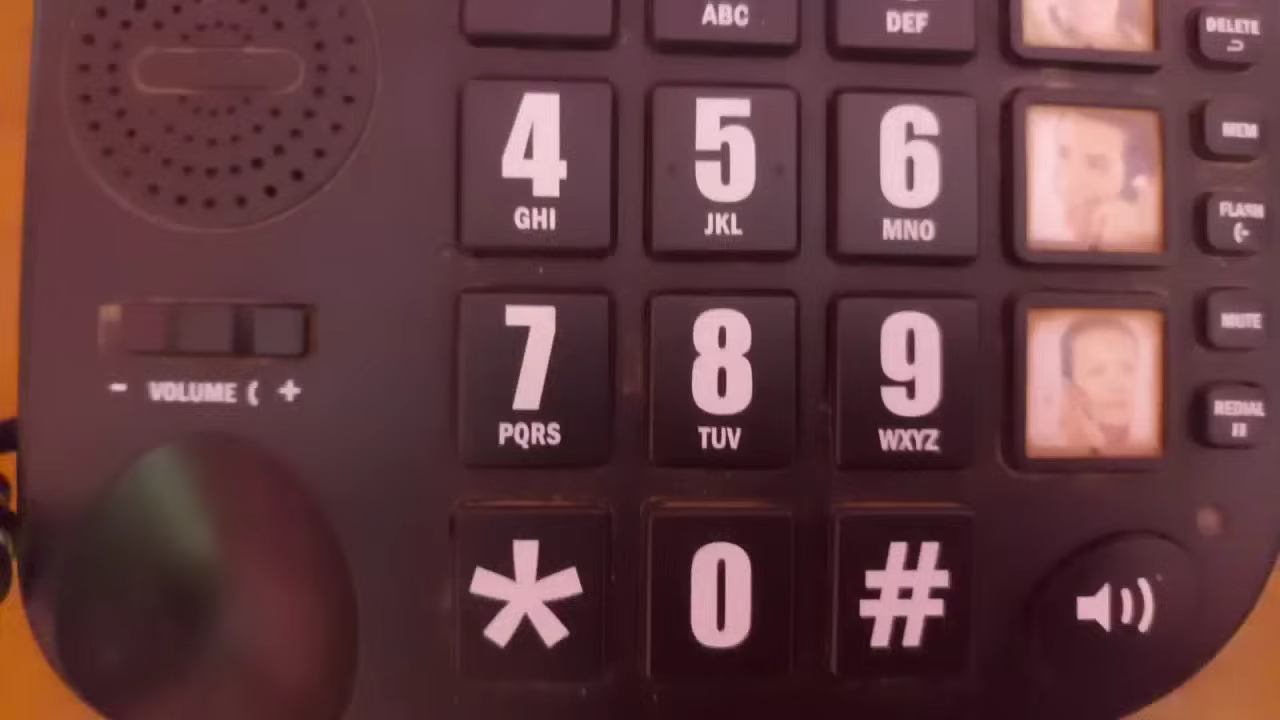 ABC
DEF
DELETE
4
GHI
5
JKL
6
MNO
MEM
FLASH
- VOLUME ( +
7
PQRS
8
TUV
9
WXYZ
MUTE
REDIAL
*
0
#